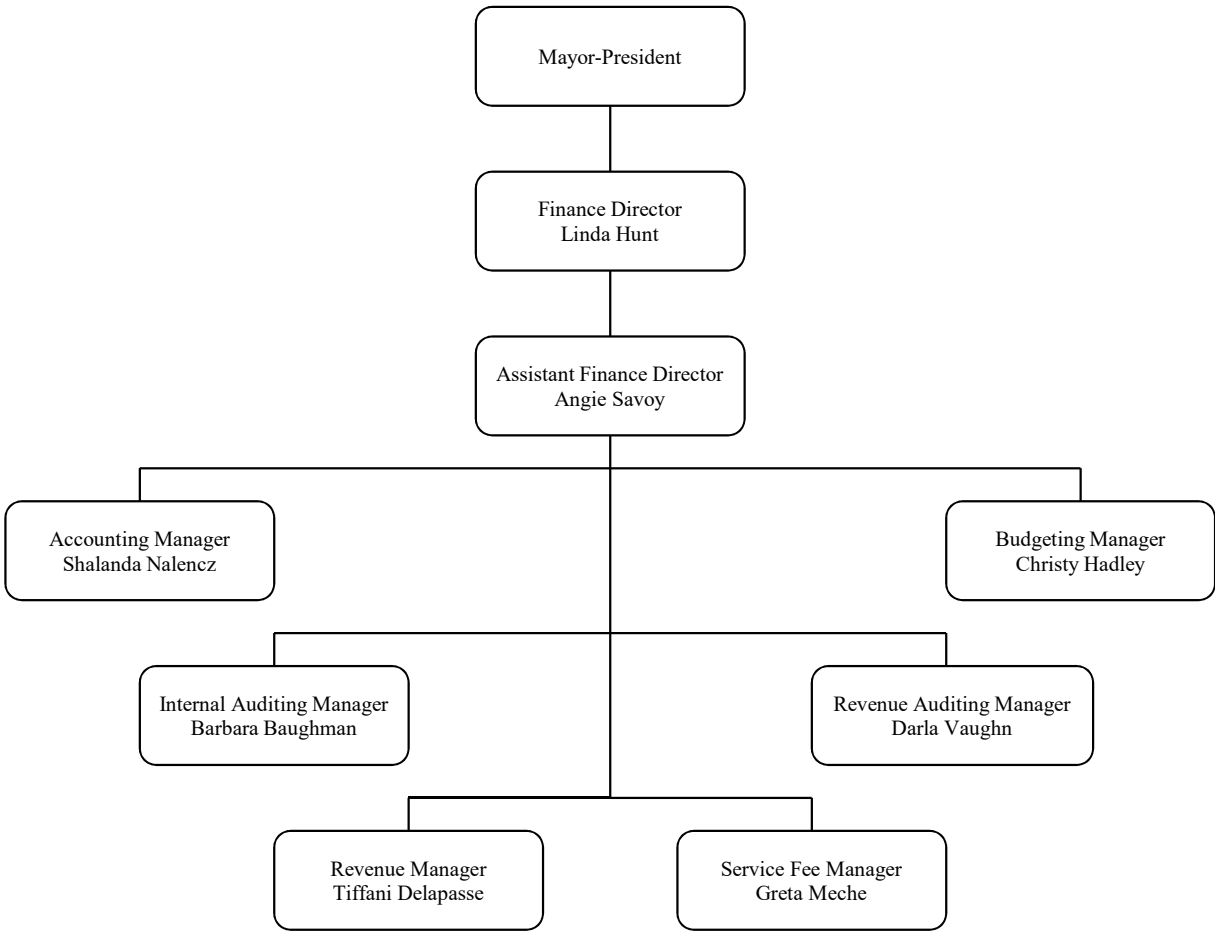 Mayor-President
Finance Director
Linda Hunt
Assistant Finance Director
Angie Savoy
Accounting Manager
Shalanda Nalencz
Budgeting Manager
Christy Hadley
Internal Auditing Manager
Barbara Baughman
Revenue Auditing Manager
Darla Vaughn
Revenue Manager
Tiffani Delapasse
Service Fee Manager
Greta Meche